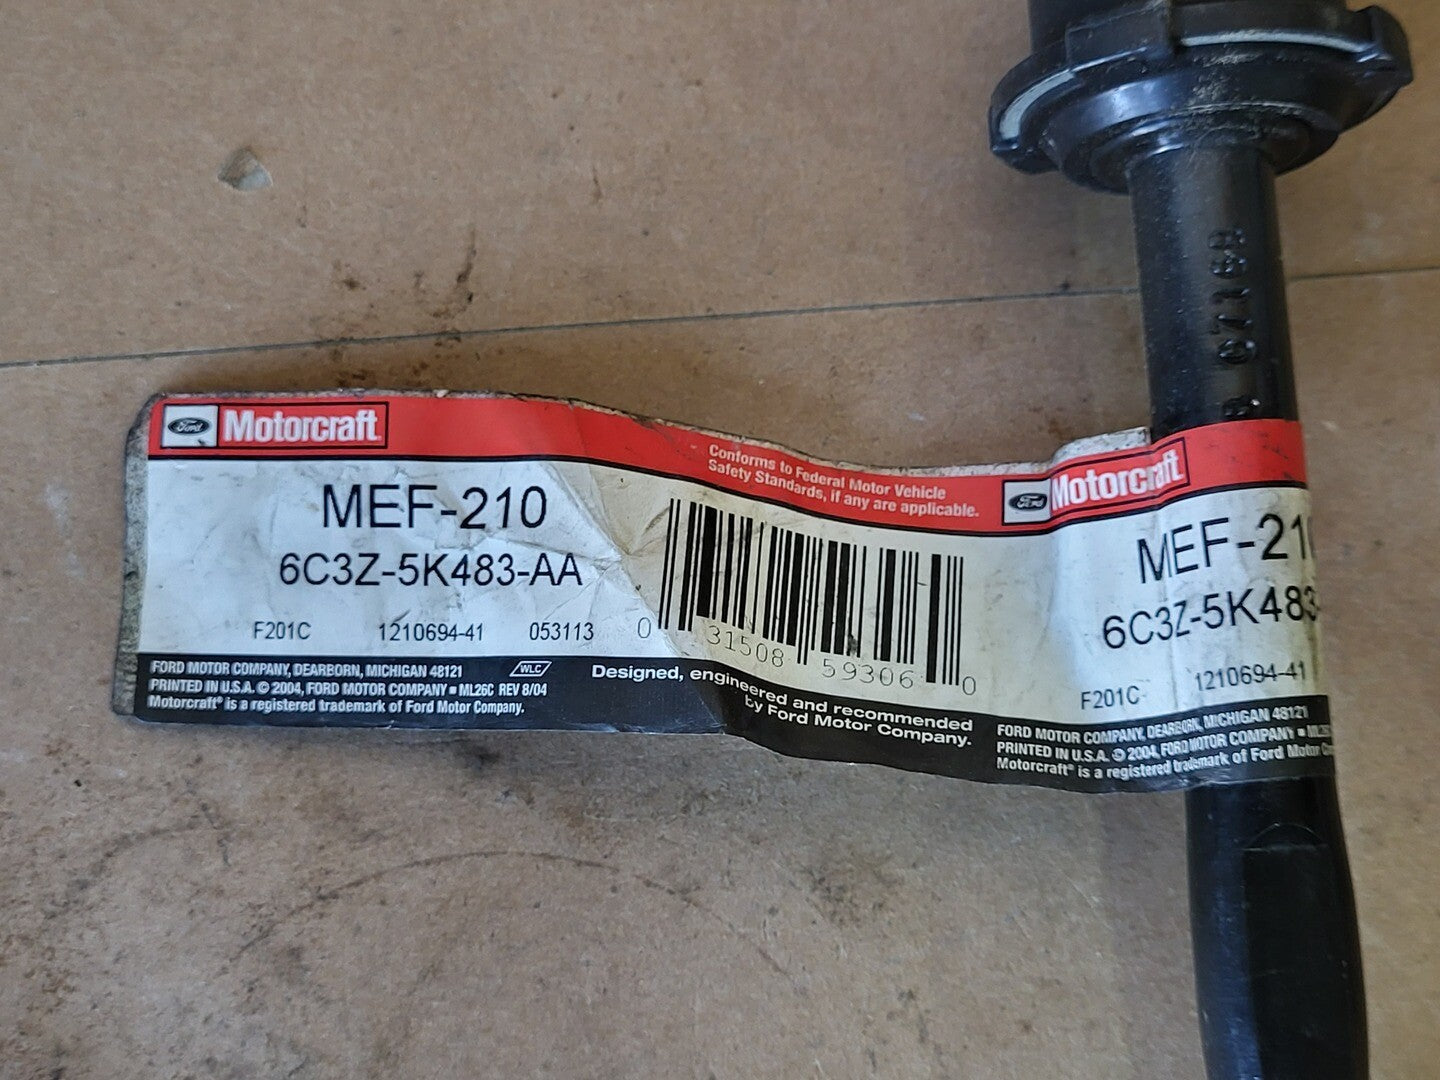 Ford Motorcraft
MEF-210
6C3Z-5K483-AA
F201C 1210694-41 053113
FORD MOTOR COMPANY, DEARBORN, MICHIGAN 48121 WLC
PRINTED IN U.S.A. © 2004, FORD MOTOR COMPANY ▪ ML26C REV 8/04
Motorcraft® is a registered trademark of Ford Motor Company.
Conforms to Federal Motor Vehicle
Safety Standards, if any are applicable.
0 31508 59306 0
Designed, engineered and recommended
by Ford Motor Company.
Ford Motorcraft
MEF-210
6C3Z-5K483-
F201C 1210694-41
FORD MOTOR COMPANY, DEARBORN, MICHIGAN 48121
PRINTED IN U.S.A. © 2004, FORD MOTOR COMPANY ▪
Motorcraft® is a registered trademark of Ford Motor